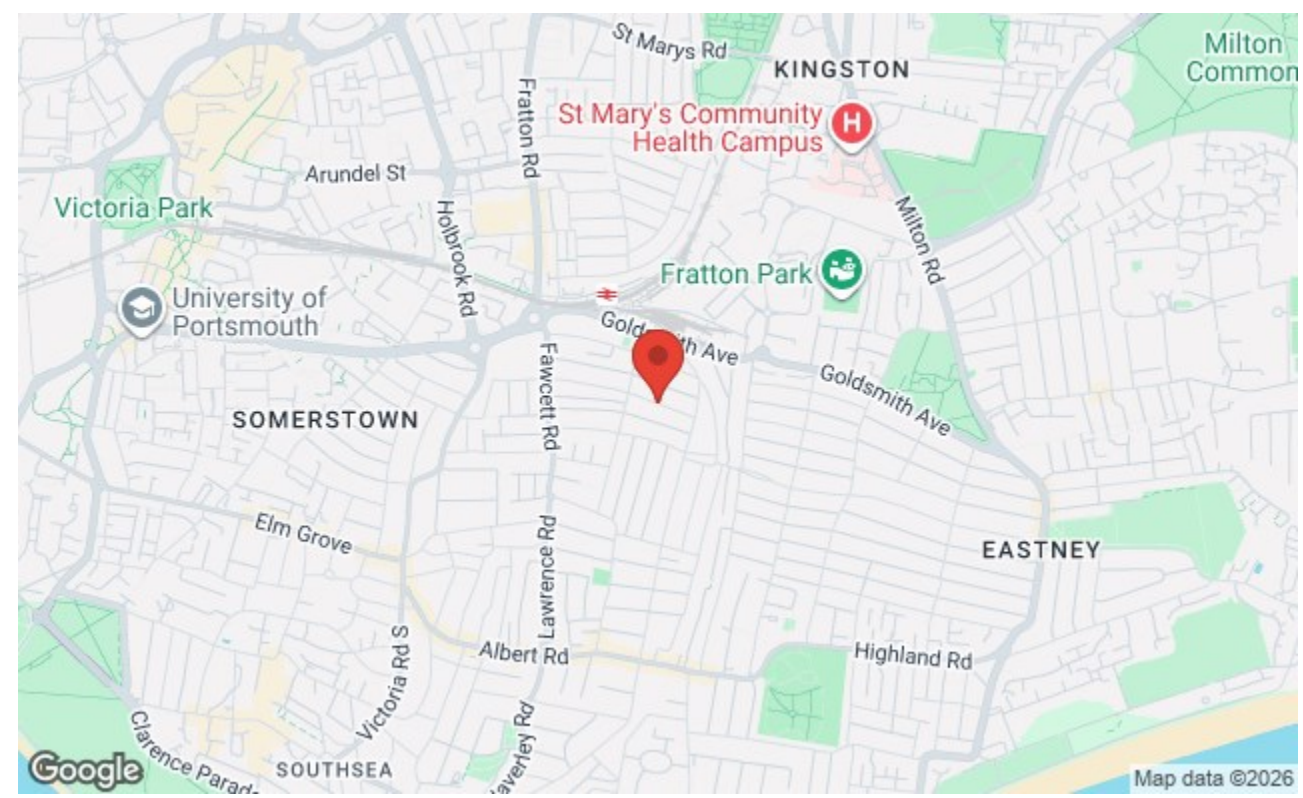 St Marys Rd
Milton
Common
KINGSTON
Fratton Rd
St Mary's Community
Health Campus
H
Arundel St
Victoria Park
Holbrook Rd
Milton Rd
Fratton Park
University of
Portsmouth
Goldsmith Ave
Fawcett Rd
Goldsmith Ave
SOMERSTOWN
Elm Grove
Lawrence Rd
EASTNEY
Victoria Rd S
Albert Rd
Highland Rd
Clarence Parade
Waverley Rd
SOUTHSEA
Google
Map data ©2026